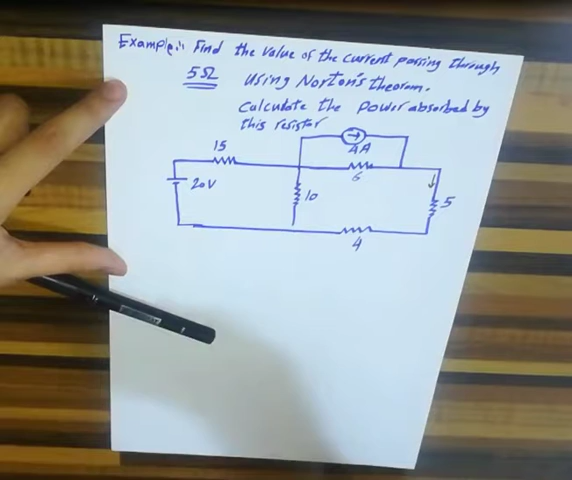 Example:: Find the value of the current passing through
5Ω using Norton's theorem.
Calculate the power absorbed by
this resistor
4A
15
6
20V
10
5
4